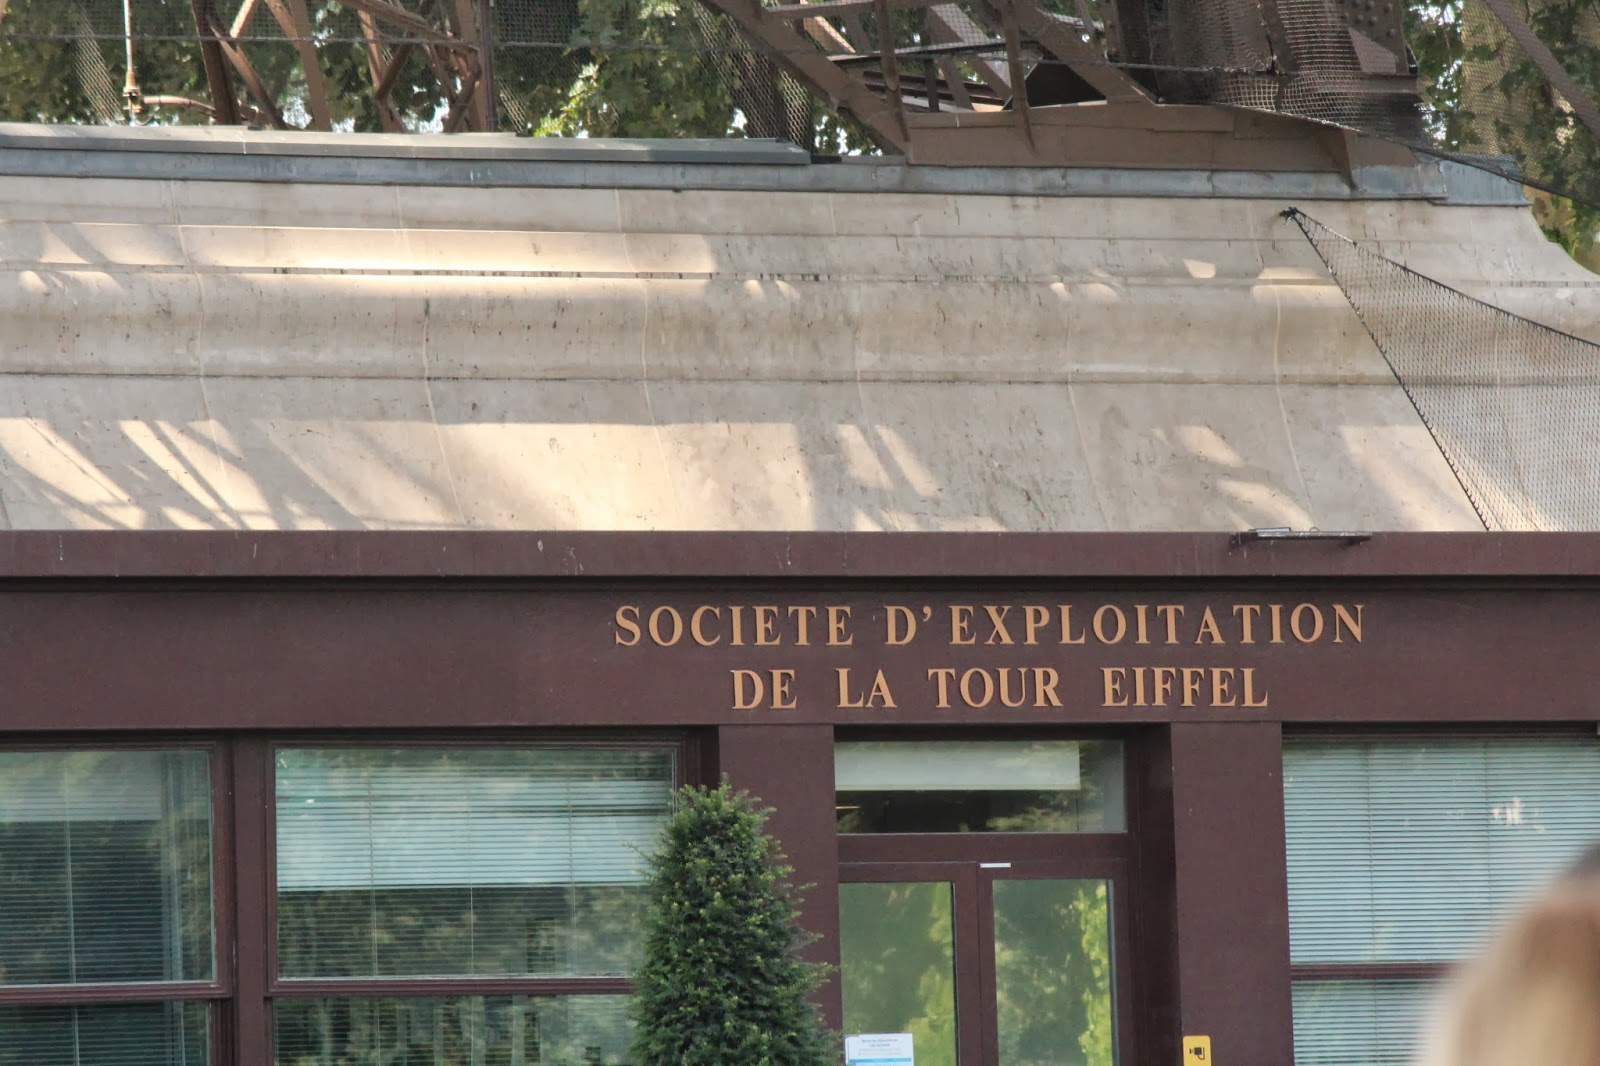 SOCIETE D'EXPLOITATION
DE LA TOUR EIFFEL